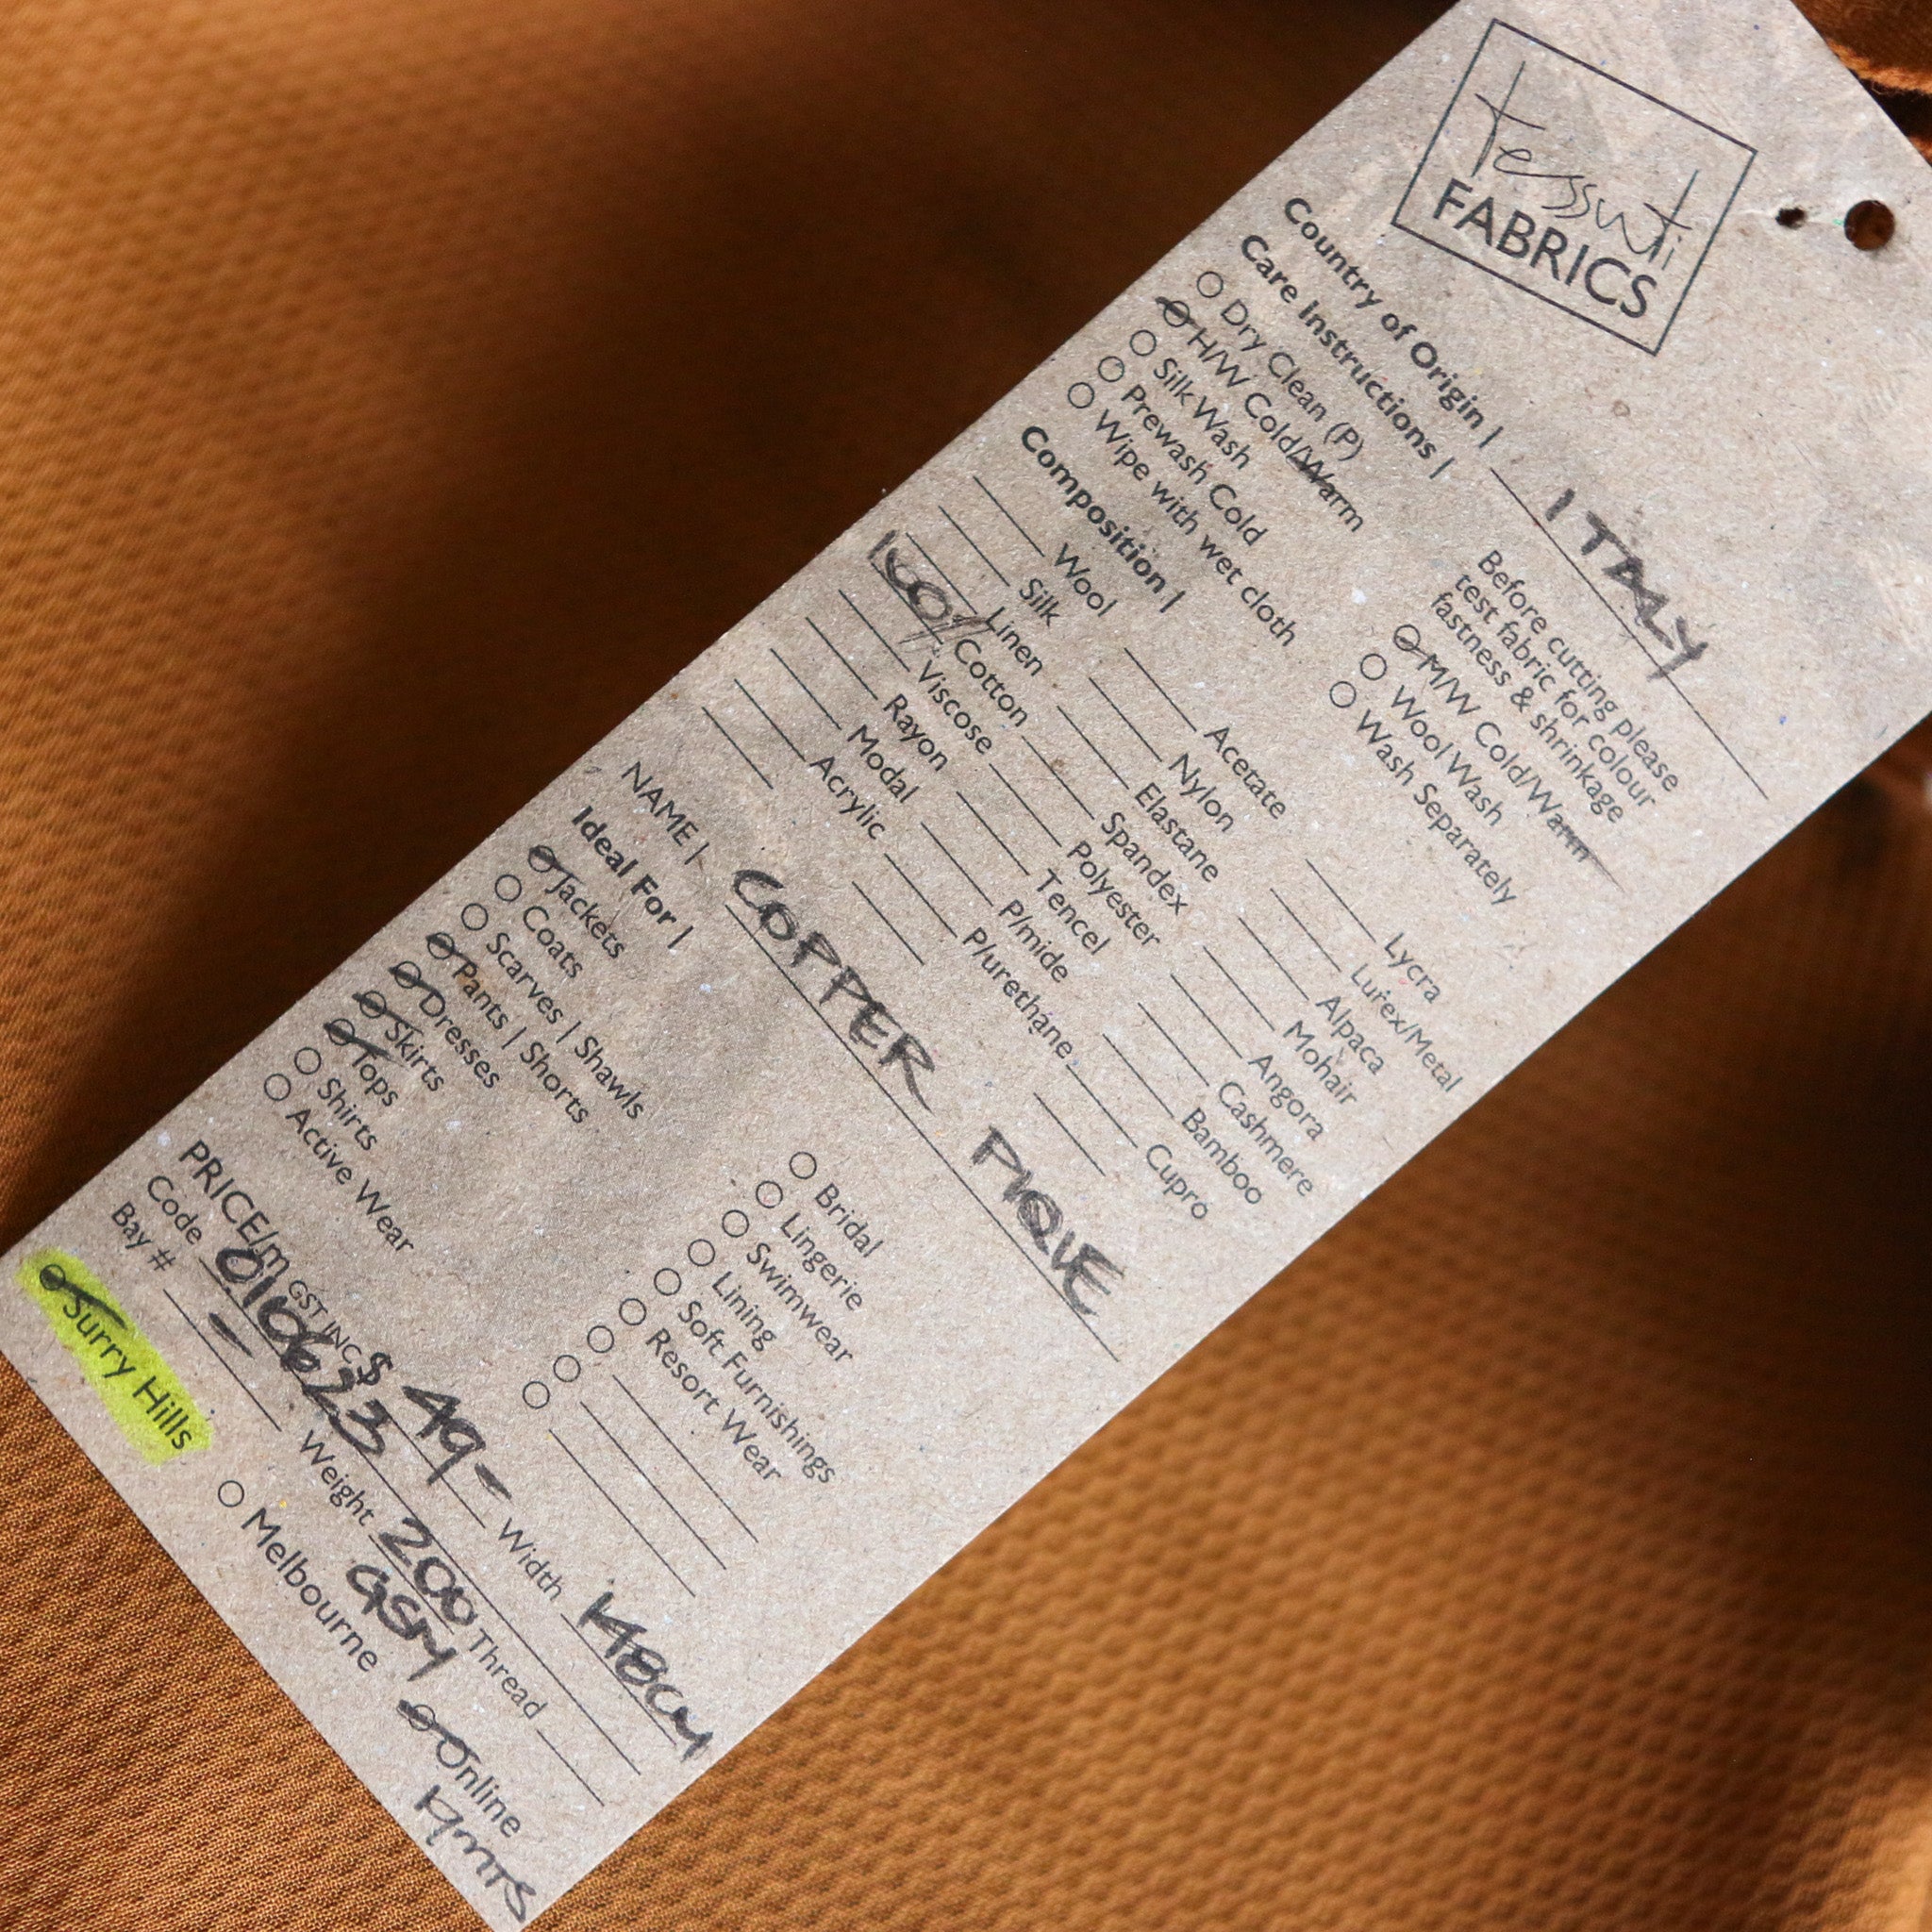 tessuti
FABRICS
Country of Origin | ITALY
Care Instructions |
Before cutting please
test fabric for colour
fastness & shrinkage
Dry Clean (P)
H/W Cold/Warm
Silk Wash
Prewash Cold
Wipe with wet cloth
M/W Cold/Warm
Wool Wash
Wash Separately
Composition |
Wool
Silk
Linen
100% Cotton
Viscose
Rayon
Modal
Acrylic
Acetate
Nylon
Elastane
Spandex
Polyester
Tencel
P/mide
P/urethane
Lycra
Lurex/Metal
Alpaca
Mohair
Angora
Cashmere
Bamboo
Cupro
NAME | COPPER PIQUE
Ideal For |
Jackets
Coats
Scarves | Shawls
Pants | Shorts
Dresses
Skirts
Tops
Shirts
Active Wear
Bridal
Lingerie
Swimwear
Lining
Soft Furnishings
Resort Wear
PRICE/m GST INC $ 49- Width 148CM
Code 010623 Thread
Bay # - Weight 200 GSM
Surry Hills Melbourne Online